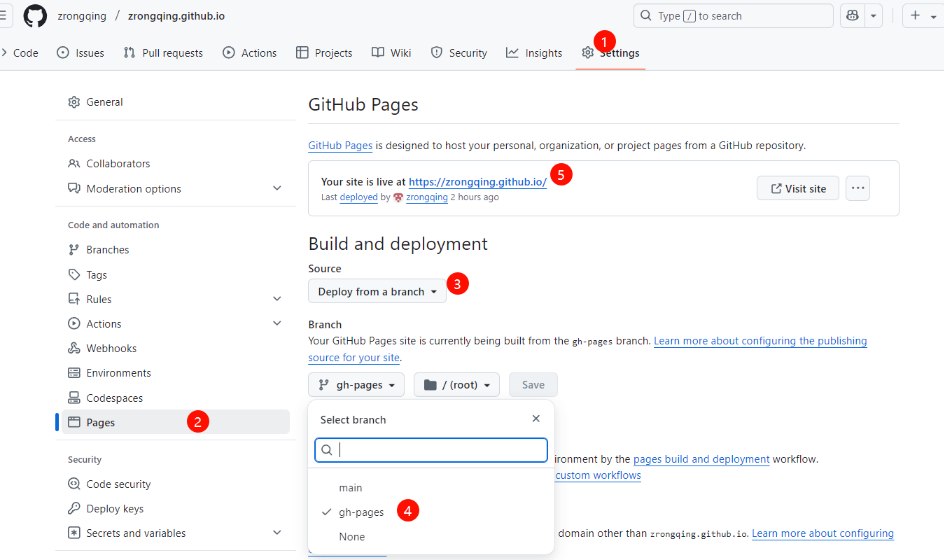 zrongqing / zrongqing.github.io
Type / to search
Code Issues Pull requests Actions Projects Wiki Security Insights Settings
1
General
Access
Collaborators
Moderation options
Code and automation
Branches
Tags
Rules
Actions
Webhooks
Environments
Codespaces
Pages
2
Security
Code security
Deploy keys
Secrets and variables
GitHub Pages
GitHub Pages is designed to host your personal, organization, or project pages from a GitHub repository.
Your site is live at https://zrongqing.github.io/
5
Last deployed by zrongqing 2 hours ago
Visit site
Build and deployment
Source
Deploy from a branch
3
Branch
Your GitHub Pages site is currently being built from the gh-pages branch. Learn more about configuring the publishing
source for your site.
gh-pages / (root) Save
Select branch
main
gh-pages
4
None
ironment by the pages build and deployment workflow.
custom workflows
domain other than zrongqing.github.io. Learn more about configuring